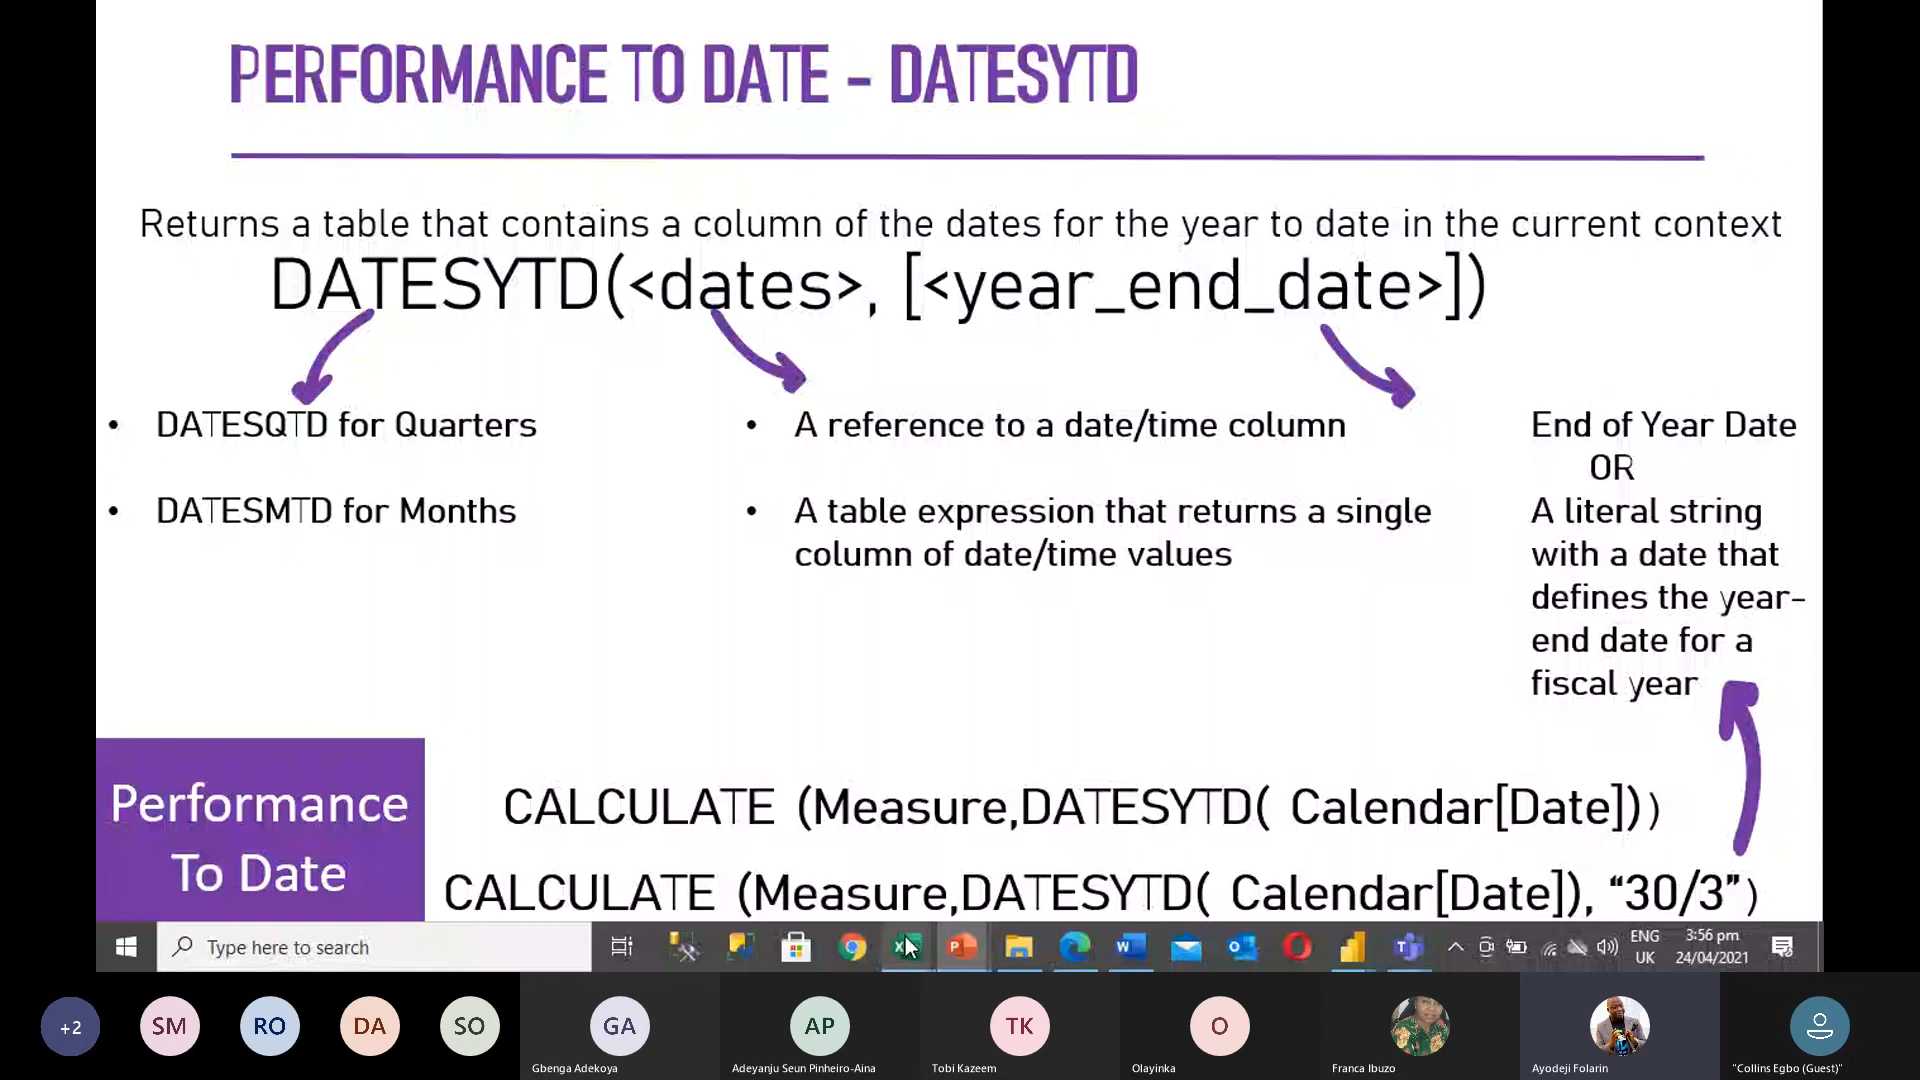 PERFORMANCE TO DATE - DATESYTD
Returns a table that contains a column of the dates for the year to date in the current context
DATESYTD(<dates>, [<year_end_date>])
• DATESQTD for Quarters
• DATESMTD for Months
• A reference to a date/time column
• A table expression that returns a single
column of date/time values
End of Year Date
OR
A literal string
with a date that
defines the year-
end date for a
fiscal year
Performance
To Date
CALCULATE (Measure,DATESYTD( Calendar[Date]))
CALCULATE (Measure,DATESYTD( Calendar[Date]), “30/3”)
Type here to search
ENG
UK
3:56 pm
24/04/2021
+2
SM
RO
DA
SO
GA
Gbenga Adekoya
AP
Adeyanju Seun Pinheiro-Aina
TK
Tobi Kazeem
O
Olayinka
Franca Ibuzo
Ayodeji Folarin
"Collins Egbo (Guest)"